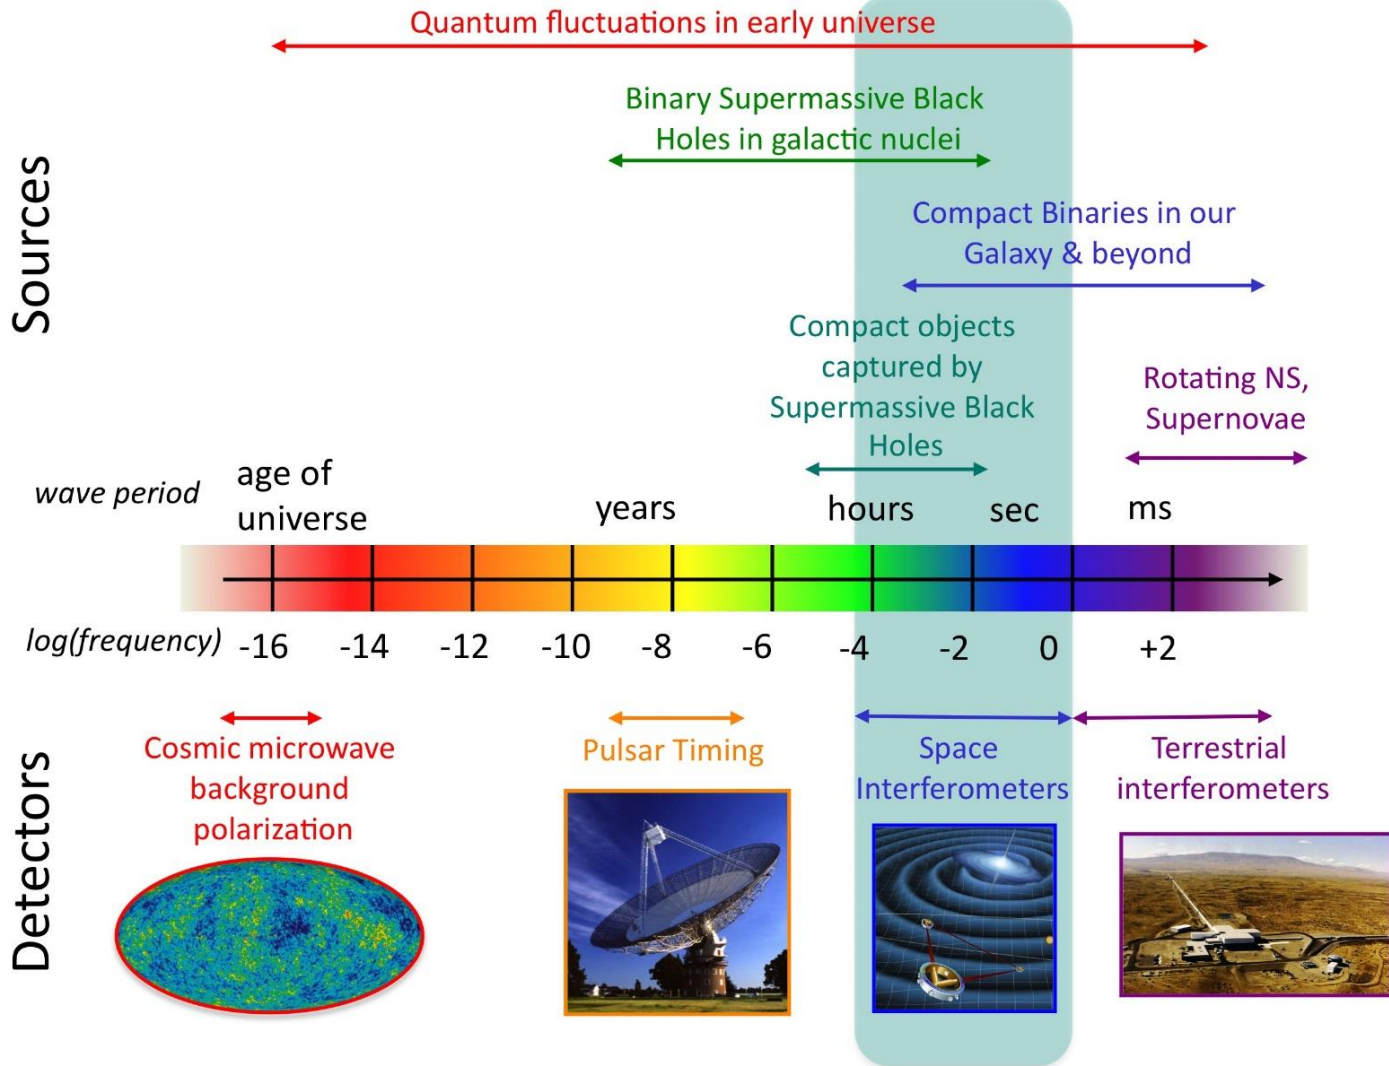 Quantum fluctuations in early universe
Binary Supermassive Black
Holes in galactic nuclei
Compact Binaries in our
Galaxy & beyond
Compact objects
captured by
Supermassive Black
Holes
Rotating NS,
Supernovae
Sources
wave period
age of
universe
years
hours
sec
ms
log(frequency)
-16 -14 -12 -10 -8 -6 -4 -2 0 +2
Detectors
Cosmic microwave
background
polarization
Pulsar Timing
Space
Interferometers
Terrestrial
interferometers